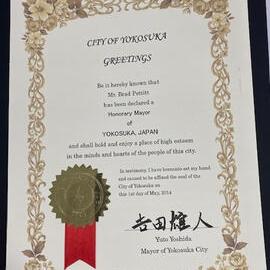 CITY OF YOKOSUKA
GREETINGS
Be it hereby known that
Mr. Brad Pettitt
has been declared a
Honorary Mayor
of
YOKOSUKA, JAPAN
and shall hold and enjoy a place of high esteem
in the minds and hearts of the people of this city.
In testimony, I have hereunto set my hand
and caused to be affixed the seal of the
City of Yokosuka on
this 1st day of May, 2014
吉田雄人
Yuto Yoshida
Mayor of Yokosuka City